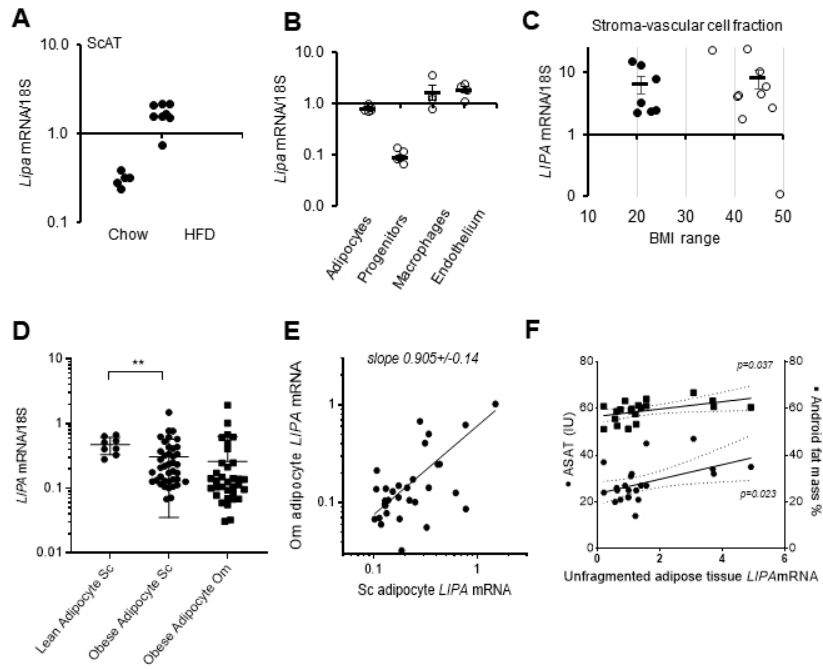 A
ScAT
Lipa mRNA/18S
10.0
1.0
0.1
Chow HFD
B
Lipa mRNA/18S
10.0
1.0
0.1
0.0
Adipocytes
Progenitors
Macrophages
Endothelium
C
Stroma-vascular cell fraction
LIPA mRNA/18S
10
1
0
10 20 30 40 50
BMI range
D
LIPA mRNA/18S
10
1
0.1
0.01
**
Lean Adipocyte Sc
Obese Adipocyte Sc
Obese Adipocyte Om
E
slope 0.905+/-0.14
Om adipocyte LIPA mRNA
1
0.1
0.1 1
Sc adipocyte LIPA mRNA
F
• ASAT (IU)
80
60
40
20
0
p=0.037
p=0.023
80
60
40
20
0
▪ Android fat mass %
0 1 2 3 4 5 6
Unfragmented adipose tissue LIPAmRNA